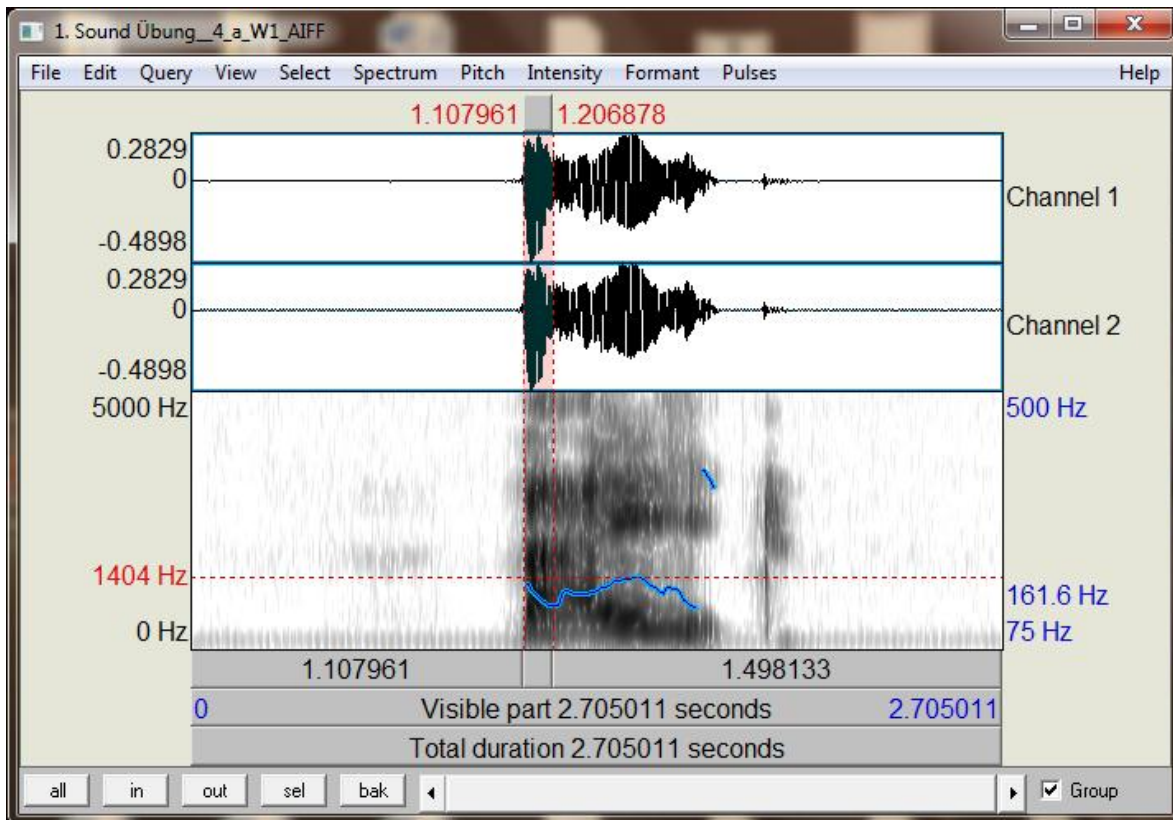 1. Sound Übung__4_a_W1_AIFF
File Edit Query View Select Spectrum Pitch Intensity Formant Pulses Help
1.107961 1.206878
0.2829
0
-0.4898
Channel 1
0.2829
0
-0.4898
Channel 2
5000 Hz 500 Hz
1404 Hz
161.6 Hz
0 Hz 75 Hz
1.107961 1.498133
0 Visible part 2.705011 seconds 2.705011
Total duration 2.705011 seconds
all in out sel bak Group